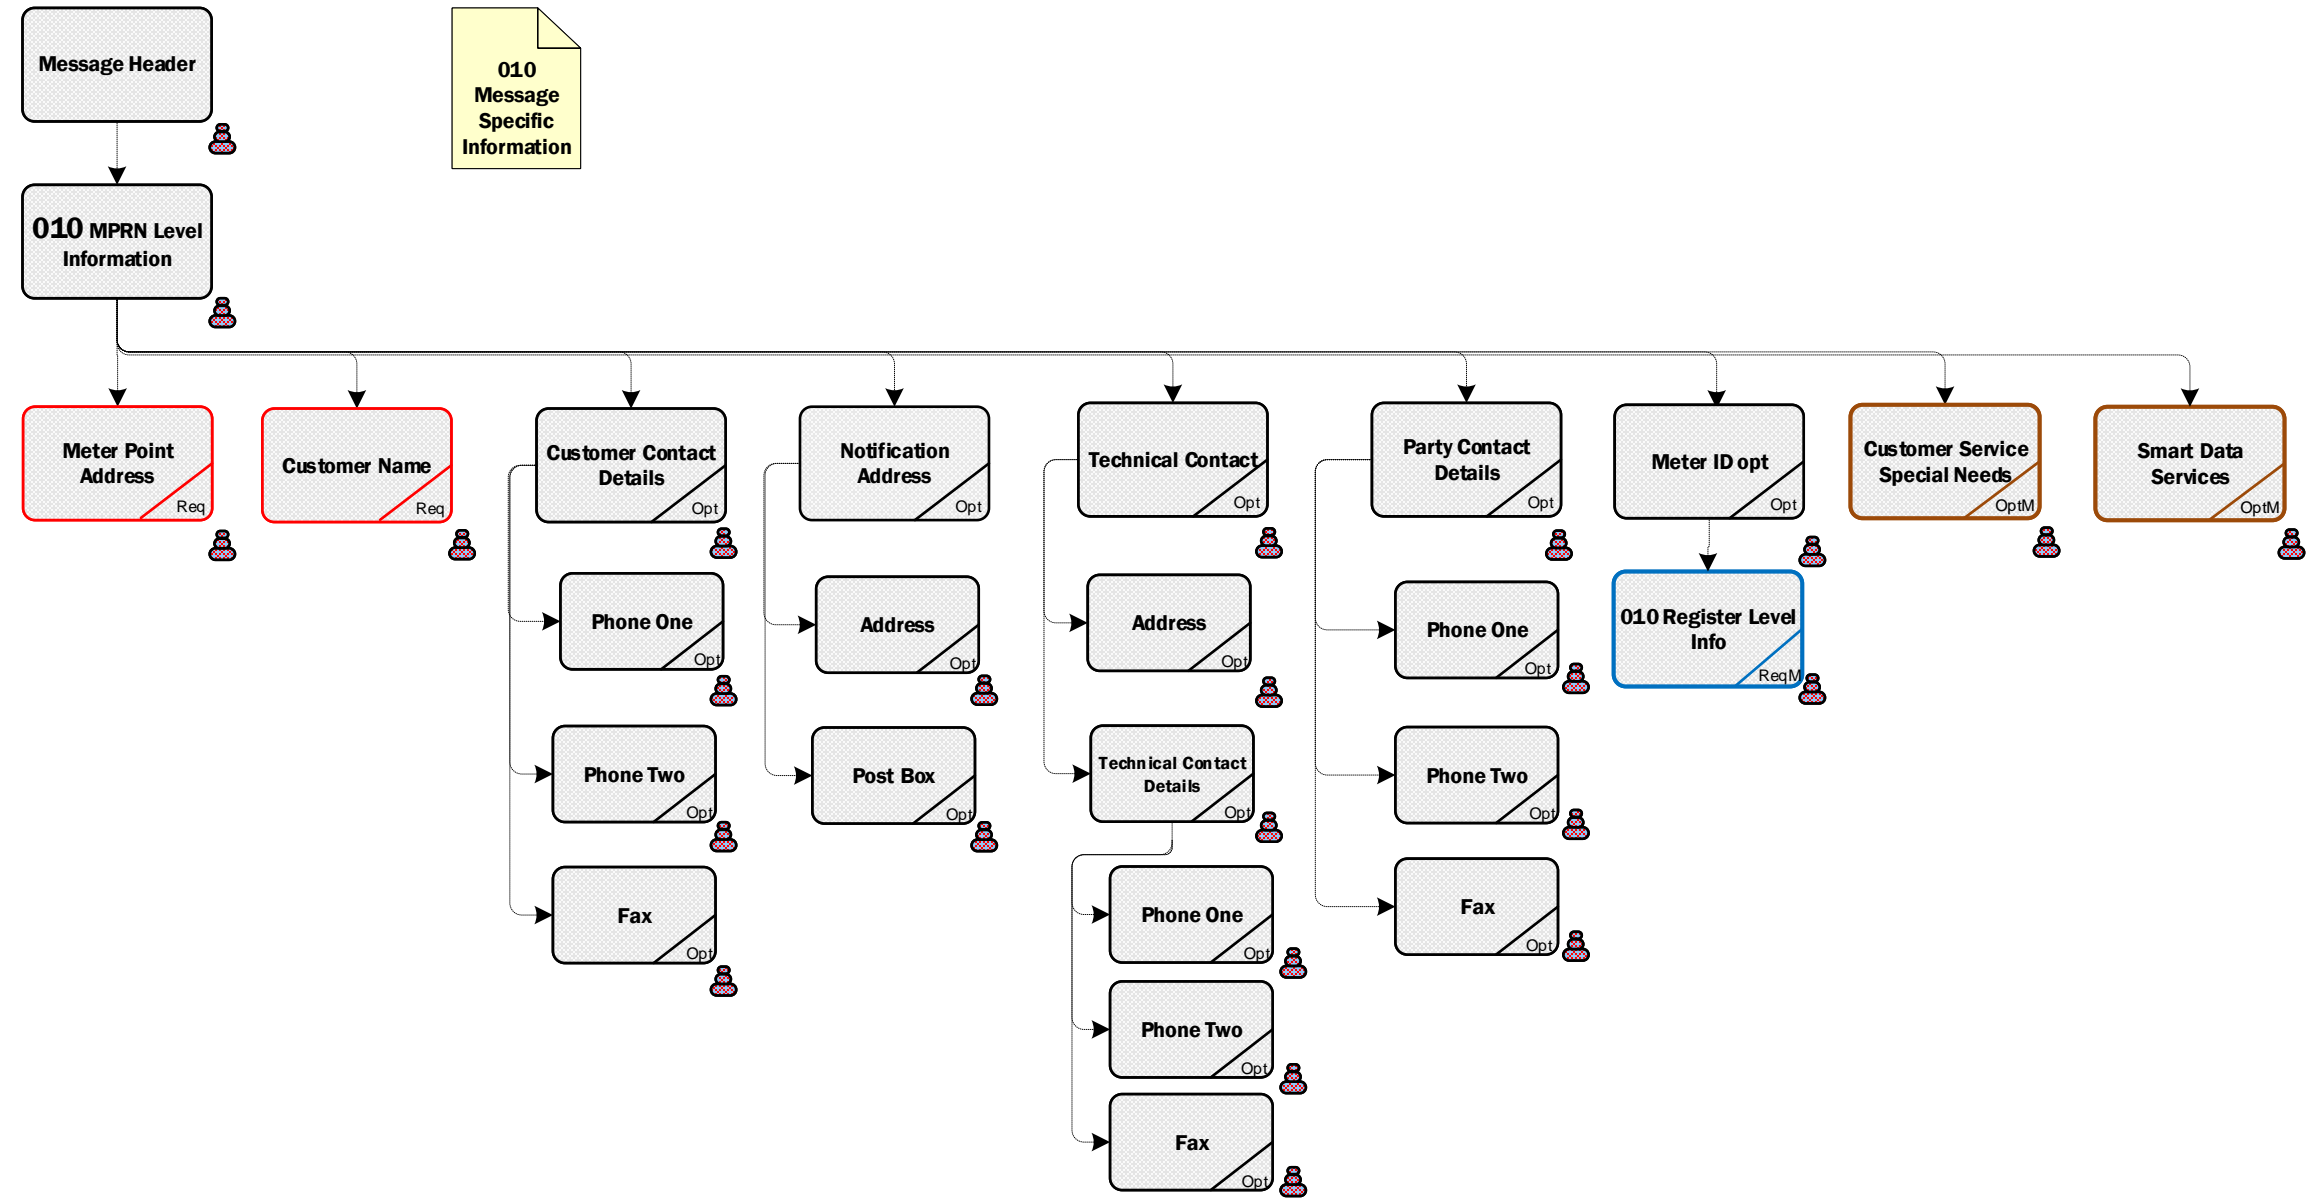 Message Header
010
Message
Specific
Information
010 MPRN Level
Information
Meter Point
Address
Req
Customer Name
Req
Customer Contact
Details
Opt
Notification
Address
Opt
Technical Contact
Opt
Party Contact
Details
Opt
Meter ID opt
Opt
Customer Service
Special Needs
OptM
Smart Data
Services
OptM
Phone One
Opt
Address
Opt
Address
Opt
Phone One
Opt
010 Register Level
Info
ReqM
Phone Two
Opt
Post Box
Opt
Technical Contact
Details
Opt
Phone Two
Opt
Fax
Opt
Phone One
Opt
Fax
Opt
Phone Two
Opt
Fax
Opt